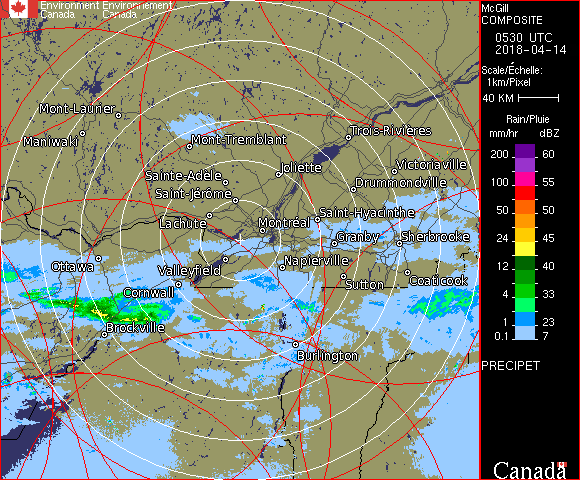 Environment Environnement
Canada Canada
McGill
COMPOSITE
0530 UTC
2018-04-14
Scale/Échelle:
1km/Pixel
40 KM
Rain/Pluie
mm/hr dBZ
200 60
100 55
50 50
24 45
12 40
4 33
1 23
0.1 7
PRECIPET
Canada
Mont-Laurier
Maniwaki
Mont-Tremblant
Trois-Rivières
Sainte-Adèle
Joliette
Victoriaville
Saint-Jérôme
Drummondville
Lachute
Montréal
Saint-Hyacinthe
Granby
Sherbrooke
Ottawa
Valleyfield
Napierville
Cornwall
Sutton
Coaticook
Brockville
Burlington